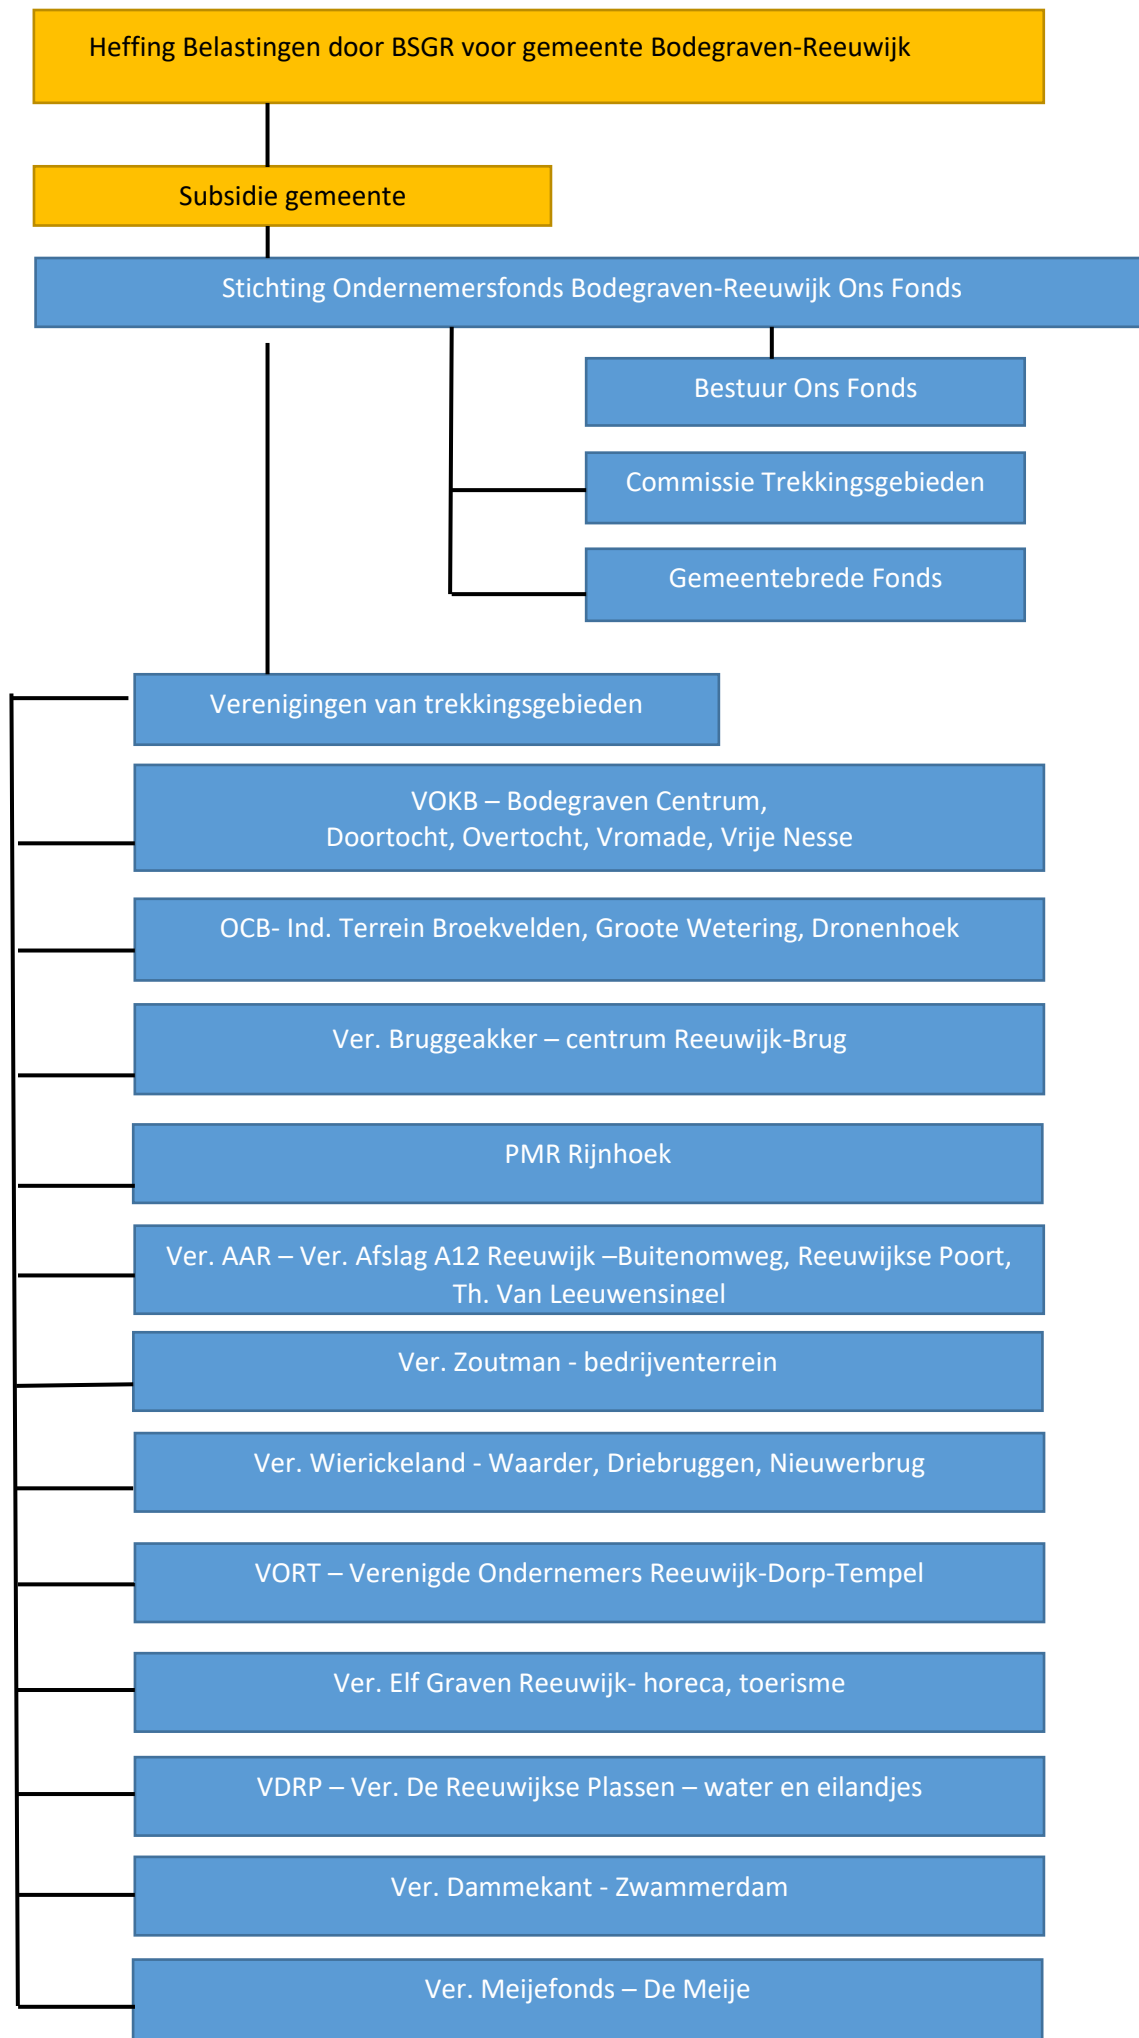 Heffing Belastingen door BSGR voor gemeente Bodegraven-Reeuwijk
Subsidie gemeente
Stichting Ondernemersfonds Bodegraven-Reeuwijk Ons Fonds
Bestuur Ons Fonds
Commissie Trekkingsgebieden
Gemeentebrede Fonds
Verenigingen van trekkingsgebieden
VOKB – Bodegraven Centrum,
Doortocht, Overtocht, Vromade, Vrije Nesse
OCB- Ind. Terrein Broekvelden, Groote Wetering, Dronenhoek
Ver. Bruggeakker – centrum Reeuwijk-Brug
PMR Rijnhoek
Ver. AAR – Ver. Afslag A12 Reeuwijk –Buitenomweg, Reeuwijkse Poort,
Th. Van Leeuwensingel
Ver. Zoutman - bedrijventerrein
Ver. Wierickeland - Waarder, Driebruggen, Nieuwerbrug
VORT – Verenigde Ondernemers Reeuwijk-Dorp-Tempel
Ver. Elf Graven Reeuwijk- horeca, toerisme
VDRP – Ver. De Reeuwijkse Plassen – water en eilandjes
Ver. Dammekant - Zwammerdam
Ver. Meijefonds – De Meije